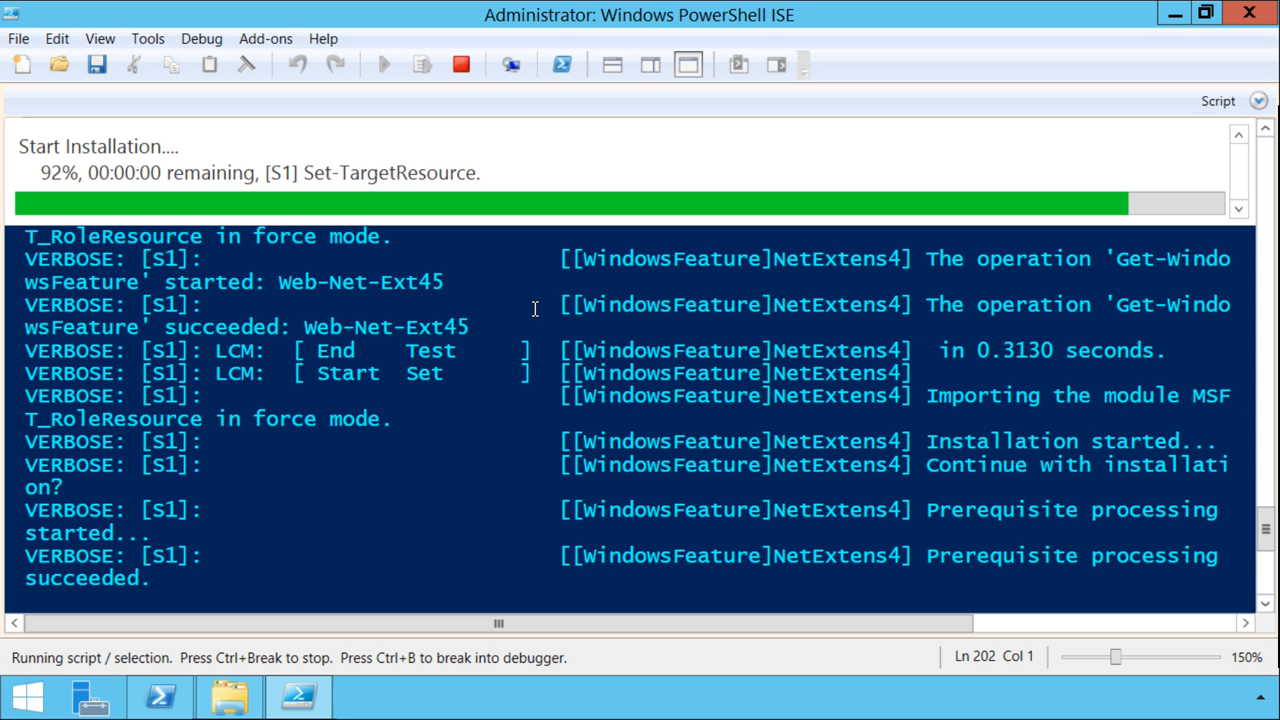 Administrator: Windows PowerShell ISE
File Edit View Tools Debug Add-ons Help
Script
Start Installation....
92%, 00:00:00 remaining, [S1] Set-TargetResource.
T_RoleResource in force mode.
VERBOSE: [S1]: [[WindowsFeature]NetExtens4] The operation 'Get-Windo
wsFeature' started: Web-Net-Ext45
VERBOSE: [S1]: [[WindowsFeature]NetExtens4] The operation 'Get-Windo
wsFeature' succeeded: Web-Net-Ext45
VERBOSE: [S1]: LCM: [ End Test ] [[WindowsFeature]NetExtens4] in 0.3130 seconds.
VERBOSE: [S1]: LCM: [ Start Set ] [[WindowsFeature]NetExtens4]
VERBOSE: [S1]: [[WindowsFeature]NetExtens4] Importing the module MSF
T_RoleResource in force mode.
VERBOSE: [S1]: [[WindowsFeature]NetExtens4] Installation started...
VERBOSE: [S1]: [[WindowsFeature]NetExtens4] Continue with installati
on?
VERBOSE: [S1]: [[WindowsFeature]NetExtens4] Prerequisite processing
started...
VERBOSE: [S1]: [[WindowsFeature]NetExtens4] Prerequisite processing
succeeded.
Running script / selection. Press Ctrl+Break to stop. Press Ctrl+B to break into debugger.
Ln 202 Col 1
150%